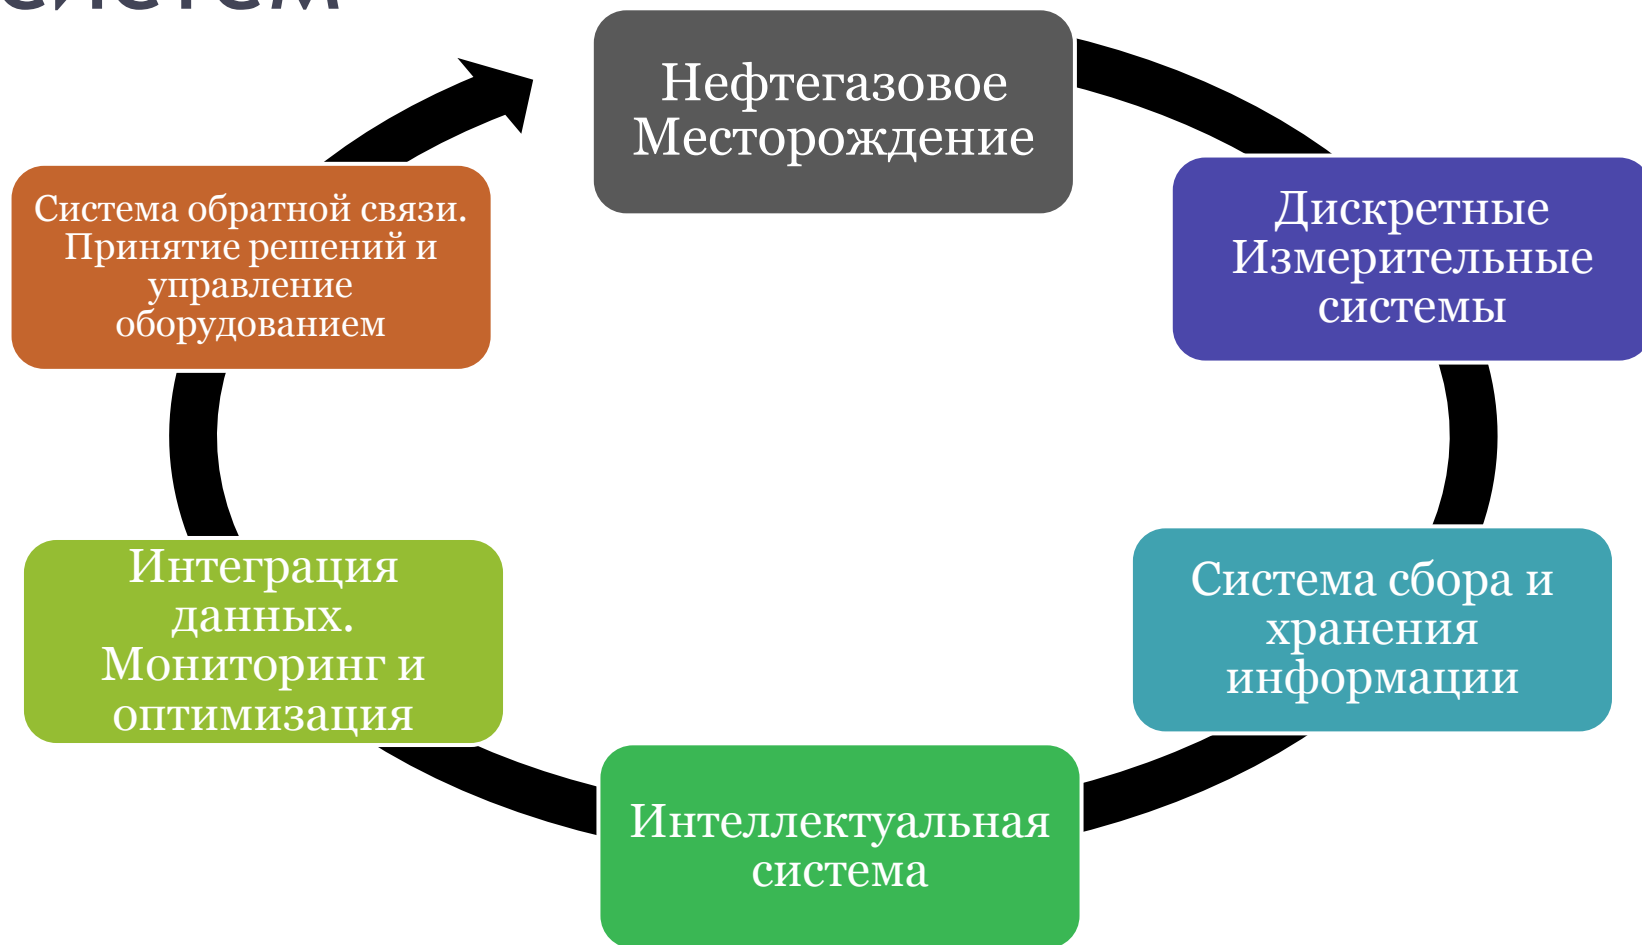 Нефтегазовое
Месторождение
Дискретные
Измерительные
системы
Система сбора и
хранения
информации
Интеллектуальная
система
Интеграция
данных.
Мониторинг и
оптимизация
Система обратной связи.
Принятие решений и
управление
оборудованием